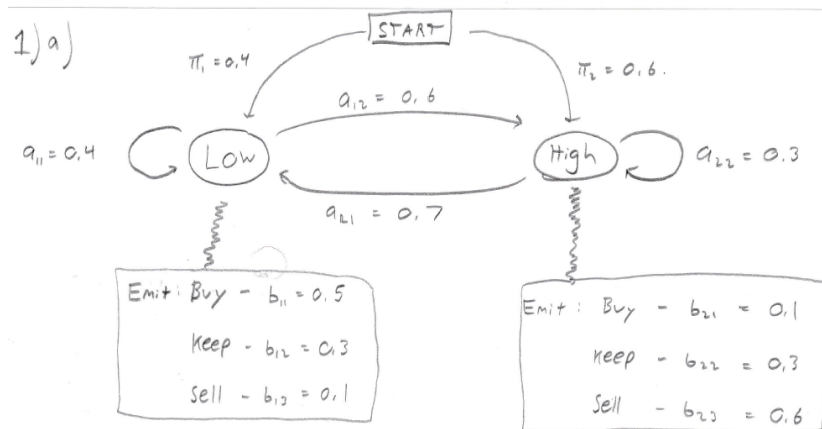 1) a)
START
π₁ = 0,4
π₂ = 0,6.
a₁₂ = 0,6
a₁₁ = 0,4
Low
High
a₂₂ = 0.3
a₂₁ = 0,7
Emit: Buy - b₁₁ = 0.5
Keep - b₁₂ = 0,3
Sell - b₁₃ = 0,1
Emit: Buy - b₂₁ = 0,1
Keep - b₂₂ = 0,3
Sell - b₂₃ = 0,6